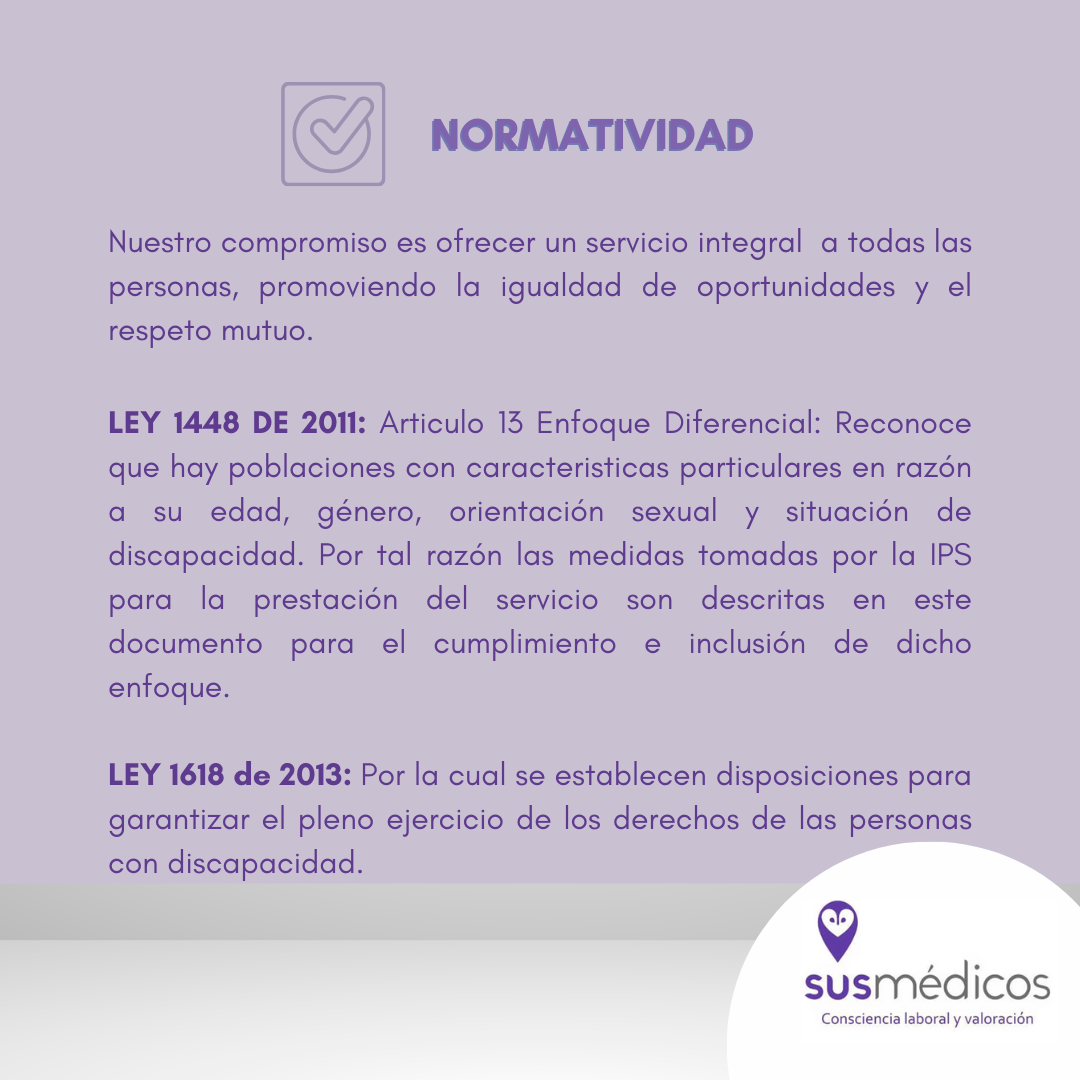 NORMATIVIDAD
Nuestro compromiso es ofrecer un servicio integral a todas las
personas, promoviendo la igualdad de oportunidades y el
respeto mutuo.
LEY 1448 DE 2011: Articulo 13 Enfoque Diferencial: Reconoce
que hay poblaciones con caracteristicas particulares en razón
a su edad, género, orientación sexual y situación de
discapacidad. Por tal razón las medidas tomadas por la IPS
para la prestación del servicio son descritas en este
documento para el cumplimiento e inclusión de dicho
enfoque.
LEY 1618 de 2013: Por la cual se establecen disposiciones para
garantizar el pleno ejercicio de los derechos de las personas
con discapacidad.
susmédicos
Consciencia laboral y valoración